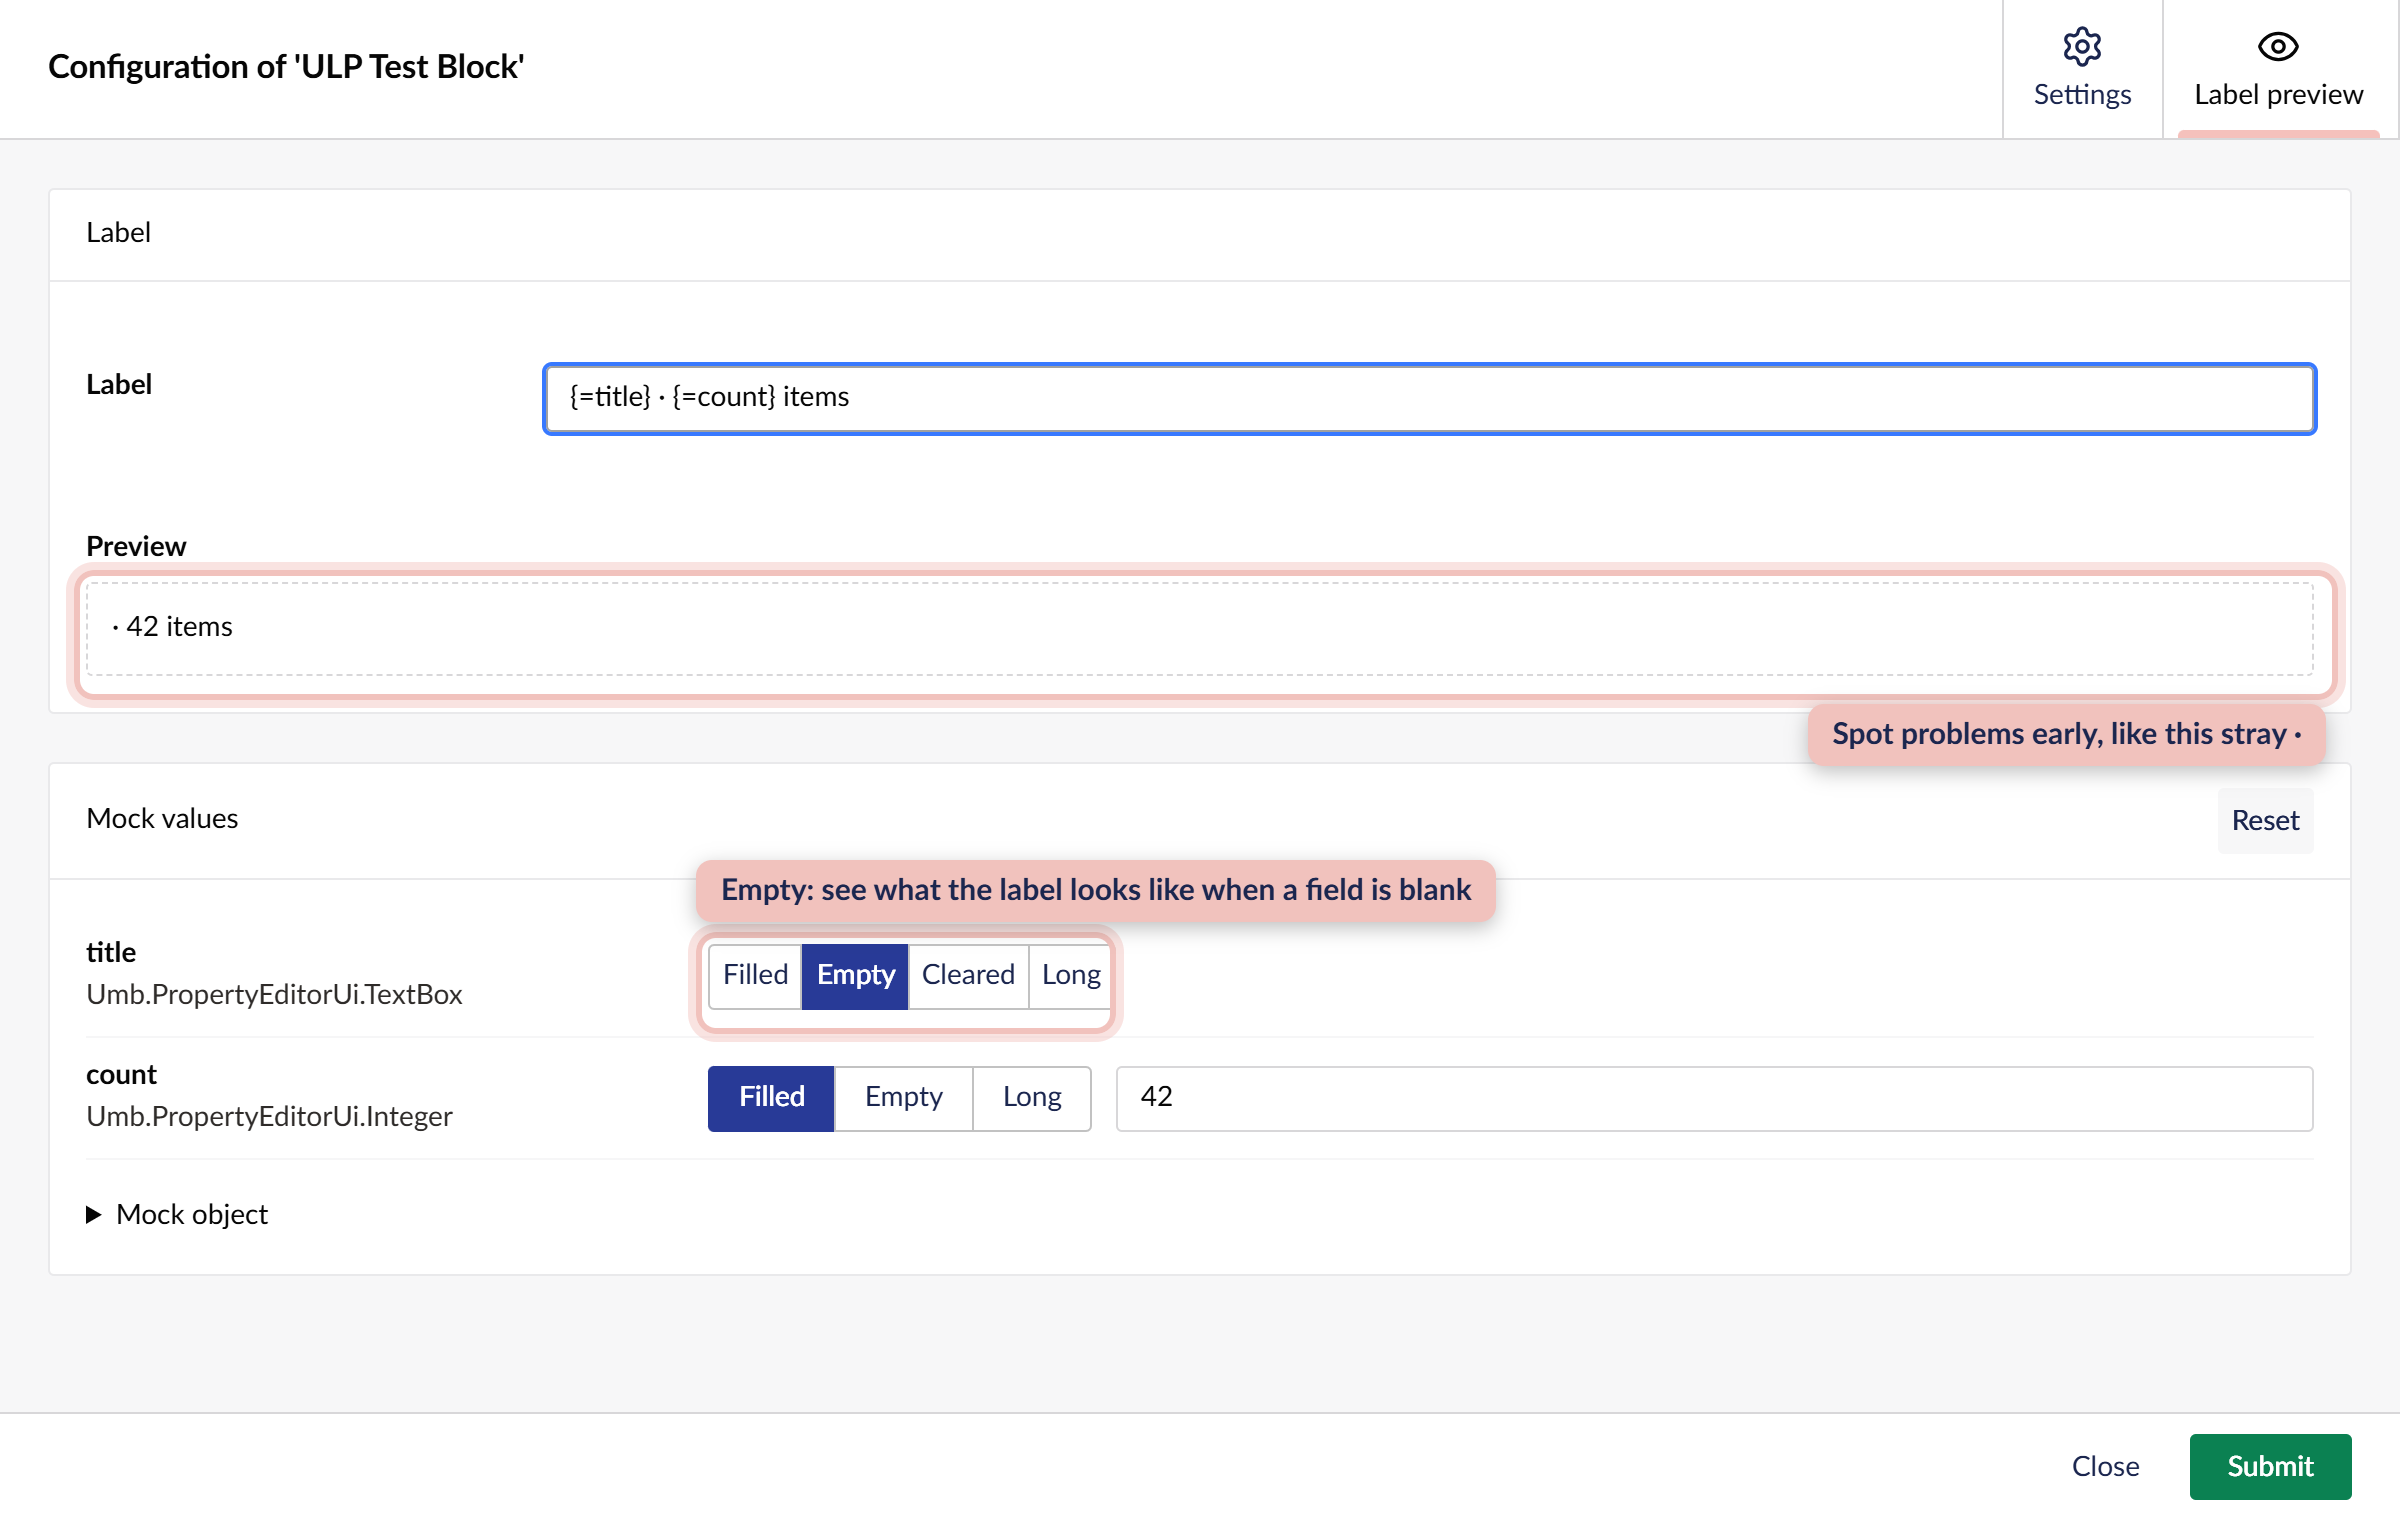 Configuration of 'ULP Test Block'
Settings
Label preview
Label
Label
{=title} · {=count} items
Preview
· 42 items
Spot problems early, like this stray ·
Mock values
Reset
Empty: see what the label looks like when a field is blank
title
Umb.PropertyEditorUi.TextBox
Filled Empty Cleared Long
count
Umb.PropertyEditorUi.Integer
Filled Empty Long
42
Mock object
Close
Submit